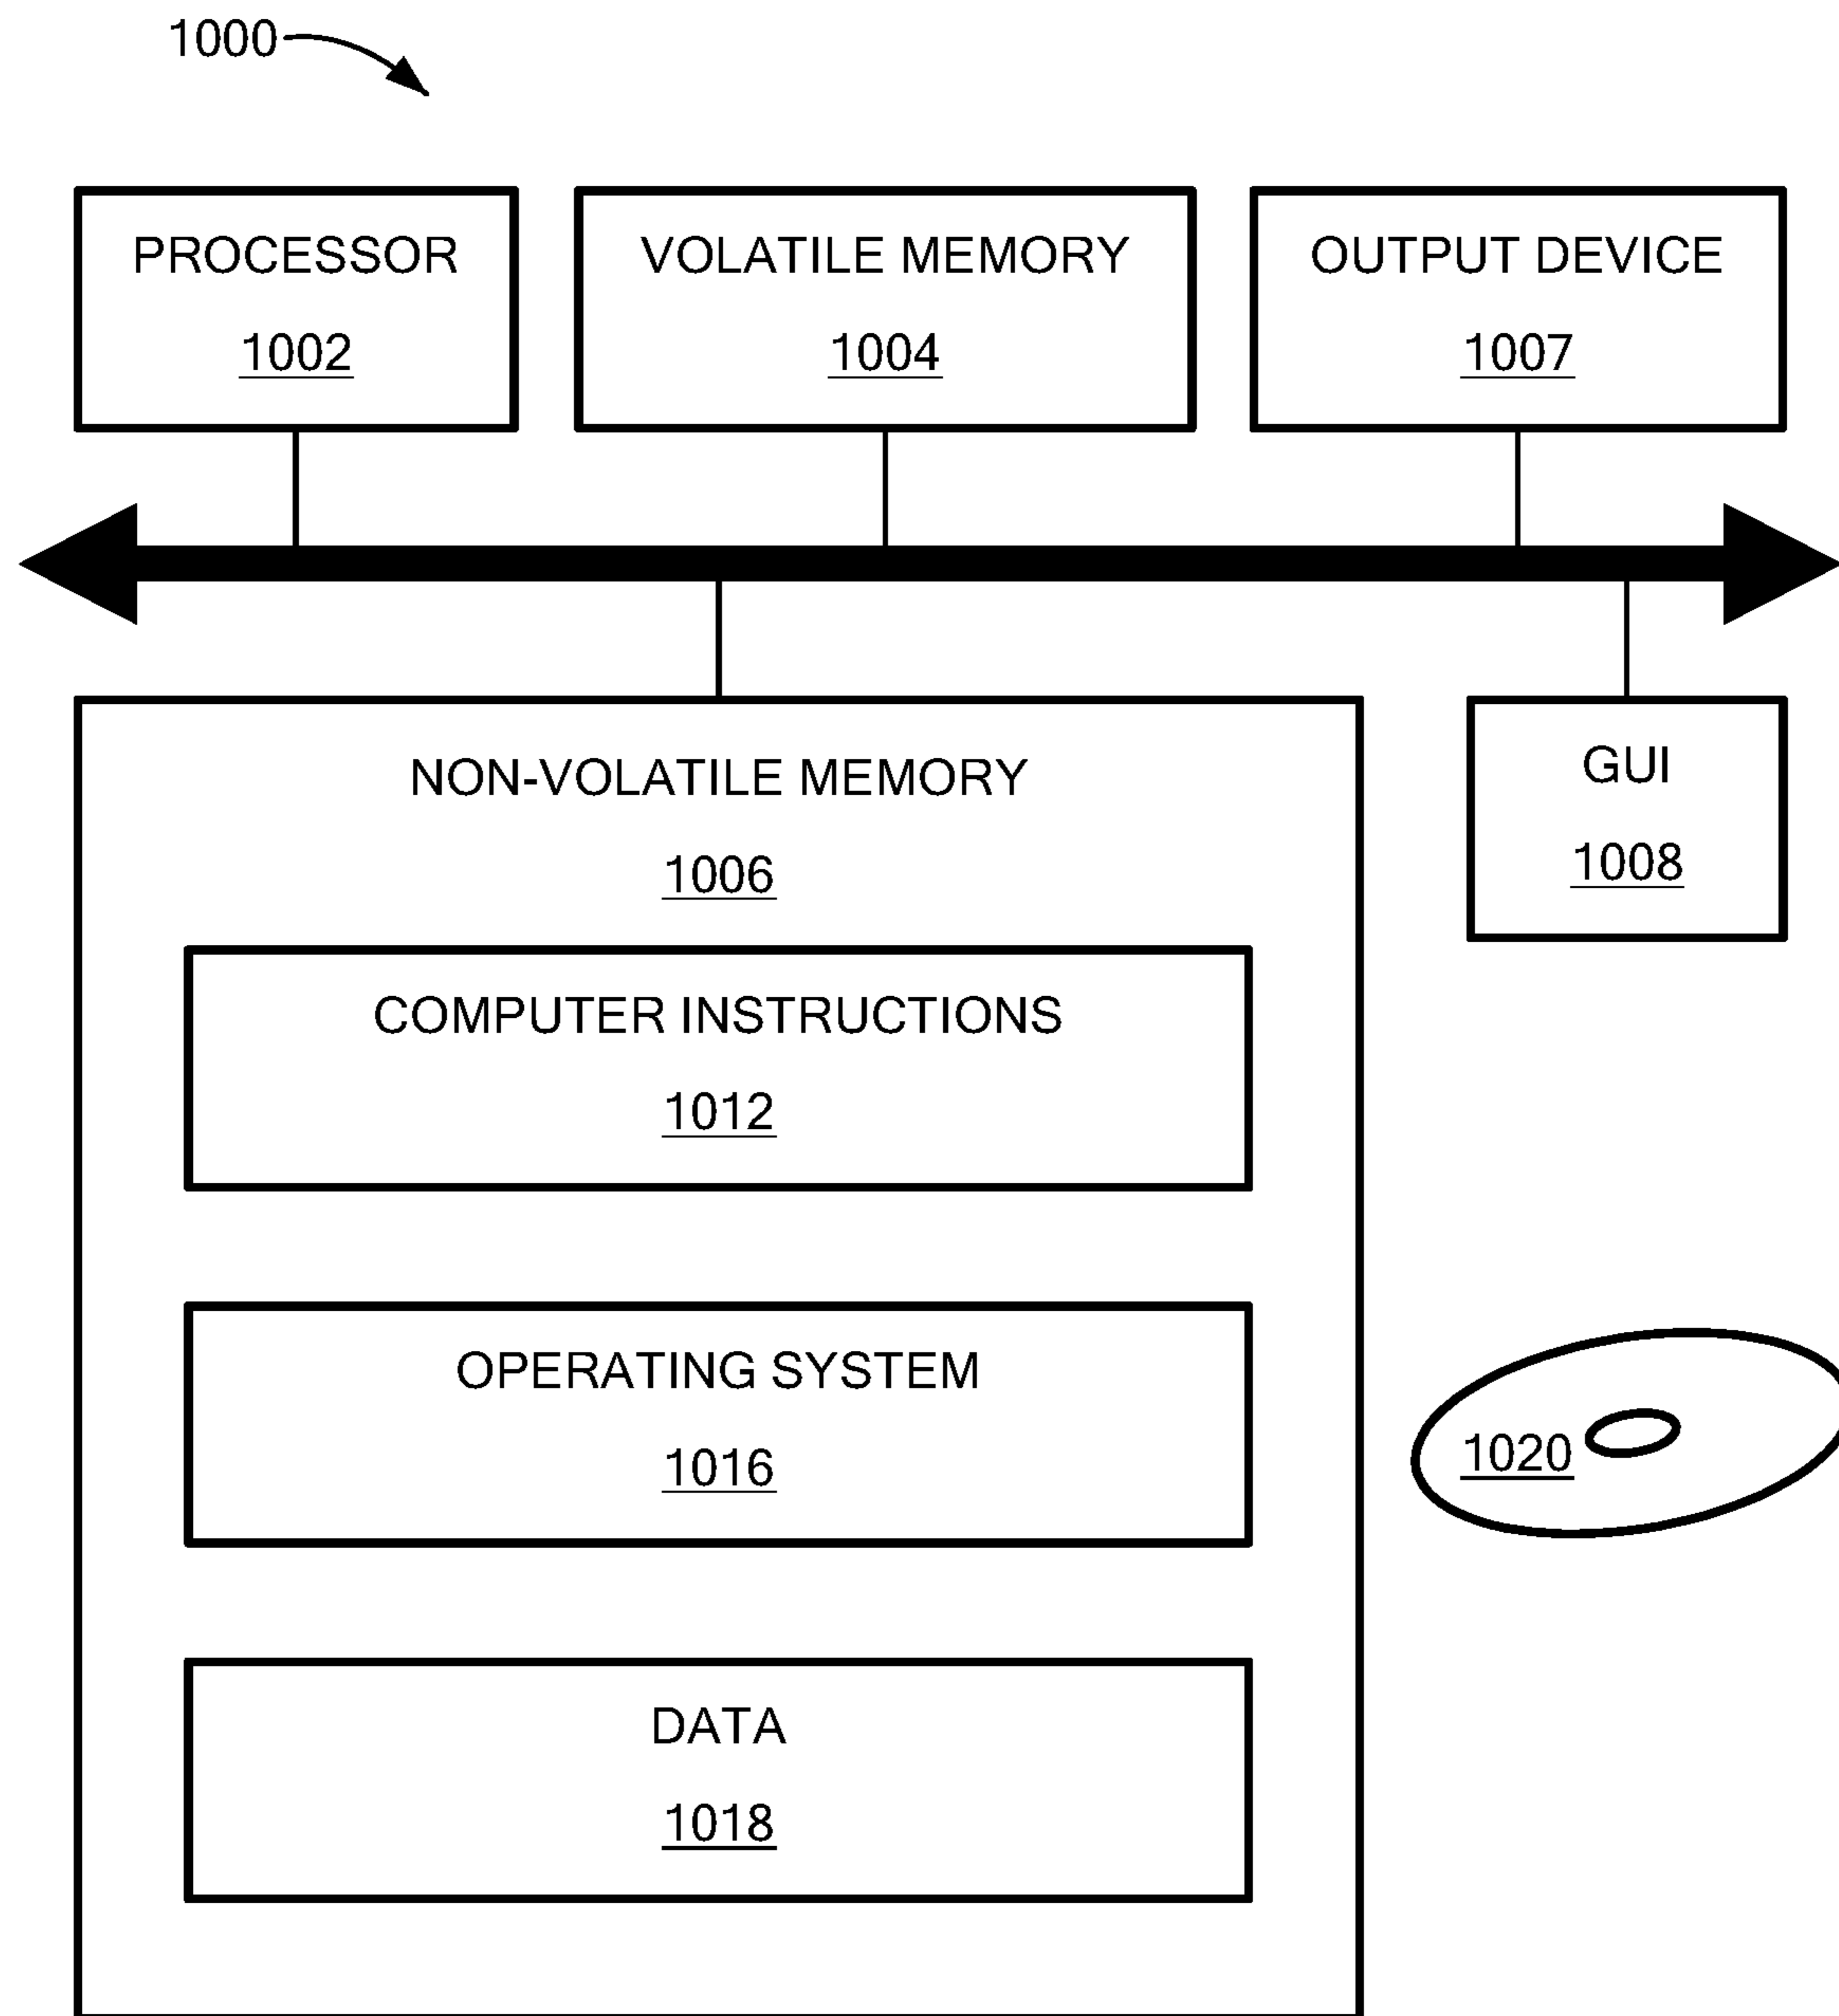 1000
PROCESSOR
1002
VOLATILE MEMORY
1004
OUTPUT DEVICE
1007
NON-VOLATILE MEMORY
1006
GUI
1008
COMPUTER INSTRUCTIONS
1012
OPERATING SYSTEM
1016
1020
DATA
1018